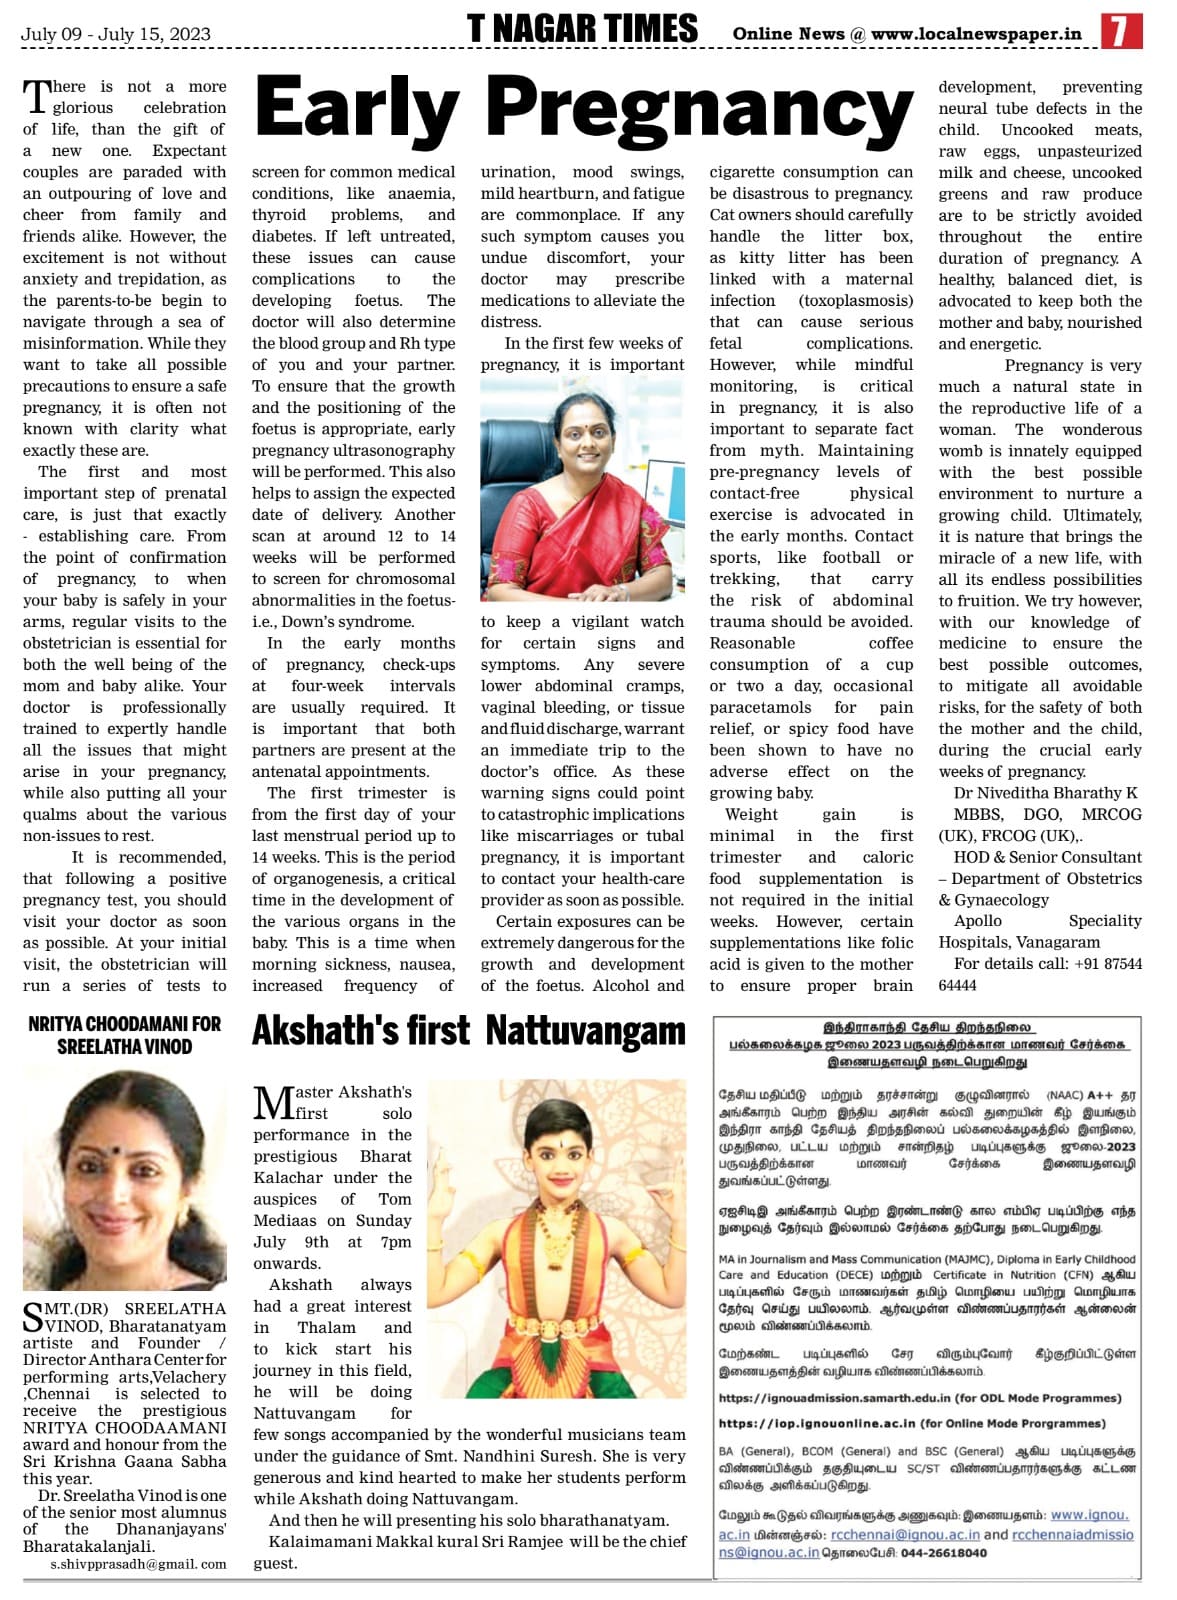 July 09 - July 15, 2023
T NAGAR TIMES
Online News @ www.localnewspaper.in
7
Early Pregnancy
There is not a more
glorious celebration
of life, than the gift of
a new one. Expectant
couples are paraded with
an outpouring of love and
cheer from family and
friends alike. However, the
excitement is not without
anxiety and trepidation, as
the parents-to-be begin to
navigate through a sea of
misinformation. While they
want to take all possible
precautions to ensure a safe
pregnancy, it is often not
known with clarity what
exactly these are.
The first and most
important step of prenatal
care, is just that exactly
- establishing care. From
the point of confirmation
of pregnancy, to when
your baby is safely in your
arms, regular visits to the
obstetrician is essential for
both the well being of the
mom and baby alike. Your
doctor is professionally
trained to expertly handle
all the issues that might
arise in your pregnancy,
while also putting all your
qualms about the various
non-issues to rest.
It is recommended,
that following a positive
pregnancy test, you should
visit your doctor as soon
as possible. At your initial
visit, the obstetrician will
run a series of tests to
screen for common medical
conditions, like anaemia,
thyroid problems, and
diabetes. If left untreated,
these issues can cause
complications to the
developing foetus. The
doctor will also determine
the blood group and Rh type
of you and your partner.
To ensure that the growth
and the positioning of the
foetus is appropriate, early
pregnancy ultrasonography
will be performed. This also
helps to assign the expected
date of delivery. Another
scan at around 12 to 14
weeks will be performed
to screen for chromosomal
abnormalities in the foetus-
i.e., Down's syndrome.
In the early months
of pregnancy, check-ups
at four-week intervals
are usually required. It
is important that both
partners are present at the
antenatal appointments.
The first trimester is
from the first day of your
last menstrual period up to
14 weeks. This is the period
of organogenesis, a critical
time in the development of
the various organs in the
baby. This is a time when
morning sickness, nausea,
increased frequency of
urination, mood swings,
mild heartburn, and fatigue
are commonplace. If any
such symptom causes you
undue discomfort, your
doctor may prescribe
medications to alleviate the
distress.
In the first few weeks of
pregnancy, it is important
to keep a vigilant watch
for certain signs and
symptoms. Any severe
lower abdominal cramps,
vaginal bleeding, or tissue
and fluid discharge, warrant
an immediate trip to the
doctor's office. As these
warning signs could point
to catastrophic implications
like miscarriages or tubal
pregnancy, it is important
to contact your health-care
provider as soon as possible.
Certain exposures can be
extremely dangerous for the
growth and development
of the foetus. Alcohol and
cigarette consumption can
be disastrous to pregnancy.
Cat owners should carefully
handle the litter box,
as kitty litter has been
linked with a maternal
infection (toxoplasmosis)
that can cause serious
fetal complications.
However, while mindful
monitoring, is critical
in pregnancy, it is also
important to separate fact
from myth. Maintaining
pre-pregnancy levels of
contact-free physical
exercise is advocated in
the early months. Contact
sports, like football or
trekking, that carry
the risk of abdominal
trauma should be avoided.
Reasonable coffee
consumption of a cup
or two a day, occasional
paracetamols for pain
relief, or spicy food have
been shown to have no
adverse effect on the
growing baby.
Weight gain is
minimal in the first
trimester and caloric
food supplementation is
not required in the initial
weeks. However, certain
supplementations like folic
acid is given to the mother
to ensure proper brain
development, preventing
neural tube defects in the
child. Uncooked meats,
raw eggs, unpasteurized
milk and cheese, uncooked
greens and raw produce
are to be strictly avoided
throughout the entire
duration of pregnancy. A
healthy, balanced diet, is
advocated to keep both the
mother and baby, nourished
and energetic.
Pregnancy is very
much a natural state in
the reproductive life of a
woman. The wonderous
womb is innately equipped
with the best possible
environment to nurture a
growing child. Ultimately,
it is nature that brings the
miracle of a new life, with
all its endless possibilities
to fruition. We try however,
with our knowledge of
medicine to ensure the
best possible outcomes,
to mitigate all avoidable
risks, for the safety of both
the mother and the child,
during the crucial early
weeks of pregnancy.
Dr Niveditha Bharathy K
MBBS, DGO, MRCOG
(UK), FRCOG (UK),.
HOD & Senior Consultant
– Department of Obstetrics
& Gynaecology
Apollo Speciality
Hospitals, Vanagaram
For details call: +91 87544
64444
NRITYA CHOODAMANI FOR
SREELATHA VINOD
SMT.(DR) SREELATHA
VINOD, Bharatanatyam
artiste and Founder /
Director Anthara Center for
performing arts,Velachery
,Chennai is selected to
receive the prestigious
NRITYA CHOODAAMANI
award and honour from the
Sri Krishna Gaana Sabha
this year.
Dr. Sreelatha Vinod is one
of the senior most alumnus
of the Dhananjayans'
Bharatakalanjali.
s.shivpprasadh@gmail. com
Akshath's first Nattuvangam
Master Akshath's
first solo
performance in the
prestigious Bharat
Kalachar under the
auspices of Tom
Mediaas on Sunday
July 9th at 7pm
onwards.
Akshath always
had a great interest
in Thalam and
to kick start his
journey in this field,
he will be doing
Nattuvangam for
few songs accompanied by the wonderful musicians team
under the guidance of Smt. Nandhini Suresh. She is very
generous and kind hearted to make her students perform
while Akshath doing Nattuvangam.
And then he will presenting his solo bharathanatyam.
Kalaimamani Makkal kural Sri Ramjee will be the chief
guest.
இந்திராகாந்தி தேசிய திறந்தநிலை
பல்கலைக்கழக ஜூலை 2023 பருவத்திற்க்கான மாணவர் சேர்க்கை
இணையதளவழி நடைபெறுகிறது
தேசிய மதிப்பீடு மற்றும் தரச்சான்று குழுவினரால் (NAAC) A++ தர
அங்கீகாரம் பெற்ற இந்திய அரசின் கல்வி துறையின் கீழ் இயங்கும்
இந்திரா காந்தி தேசியத் திறந்தநிலைப் பல்கலைக்கழகத்தில் இளநிலை,
முதுநிலை, பட்டய மற்றும் சான்றிதழ் படிப்புகளுக்கு ஜூலை-2023
பருவத்திற்க்கான மாணவர் சேர்க்கை இணையதளவழி
துவங்கப்பட்டுள்ளது.
ஏஐசிடிஇ அங்கீகாரம் பெற்ற இரண்டாண்டு கால எம்பிஏ படிப்பிற்கு எந்த
நுழைவுத் தேர்வும் இல்லாமல் சேர்க்கை தற்போது நடைபெறுகிறது.
MA in Journalism and Mass Communication (MAJMC), Diploma in Early Childhood
Care and Education (DECE) மற்றும் Certificate in Nutrition (CFN) ஆகிய
படிப்புகளில் சேரும் மாணவர்கள் தமிழ் மொழியை பயிற்று மொழியாக
தேர்வு செய்து பயிலலாம். ஆர்வமுள்ள விண்ணப்பதாரர்கள் ஆன்லைன்
மூலம் விண்ணப்பிக்கலாம்.
மேற்கண்ட படிப்புகளில் சேர விரும்புவோர் கீழ்குறிப்பிட்டுள்ள
இணையதளத்தின் வழியாக விண்ணப்பிக்கலாம்.
https://ignouadmission.samarth.edu.in (for ODL Mode Programmes)
https://iop.ignouonline.ac.in (for Online Mode Prorgrammes)
BA (General), BCOM (General) and BSC (General) ஆகிய படிப்புகளுக்கு
விண்ணப்பிக்கும் தகுதியுடைய SC/ST விண்ணப்பதாரர்களுக்கு கட்டண
விலக்கு அளிக்கப்படுகிறது.
மேலும் கூடுதல் விவரங்களுக்கு அணுகவும்: இணையதளம்: www.ignou.
ac.in மின்னஞ்சல்: rcchennai@ignou.ac.in and rcchennaiadmissio
ns@ignou.ac.in தொலைபேசி: 044-26618040